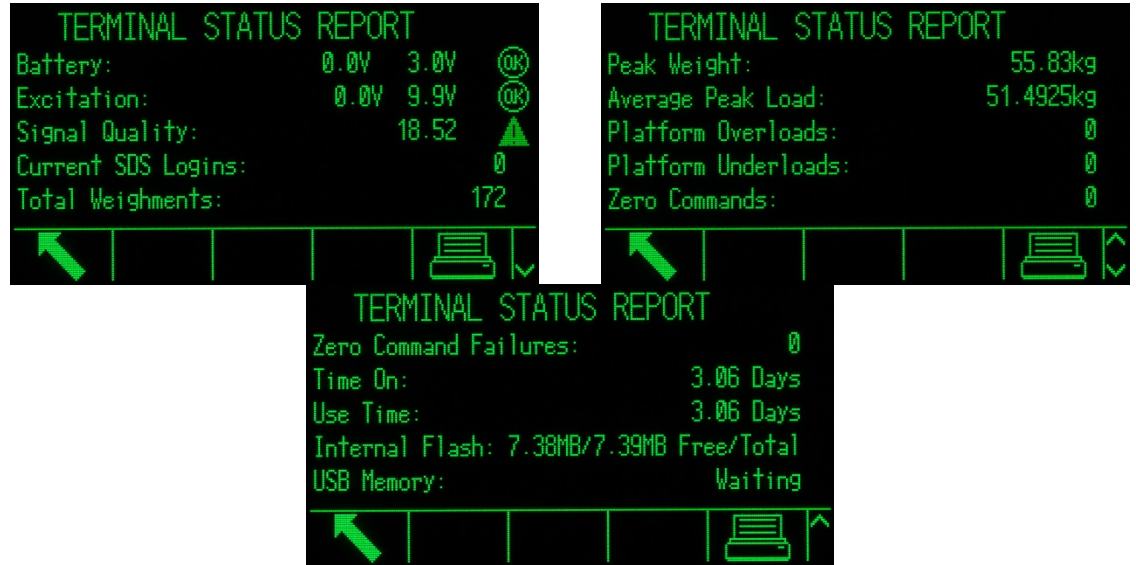 TERMINAL STATUS REPORT
Battery: 0.0V 3.0V OK
Excitation: 0.0V 9.9V OK
Signal Quality: 18.52
Current SDS Logins: 0
Total Weighments: 172
TERMINAL STATUS REPORT
Peak Weight: 55.83kg
Average Peak Load: 51.4925kg
Platform Overloads: 0
Platform Underloads: 0
Zero Commands: 0
TERMINAL STATUS REPORT
Zero Command Failures: 0
Time On: 3.06 Days
Use Time: 3.06 Days
Internal Flash: 7.38MB/7.39MB Free/Total
USB Memory: Waiting